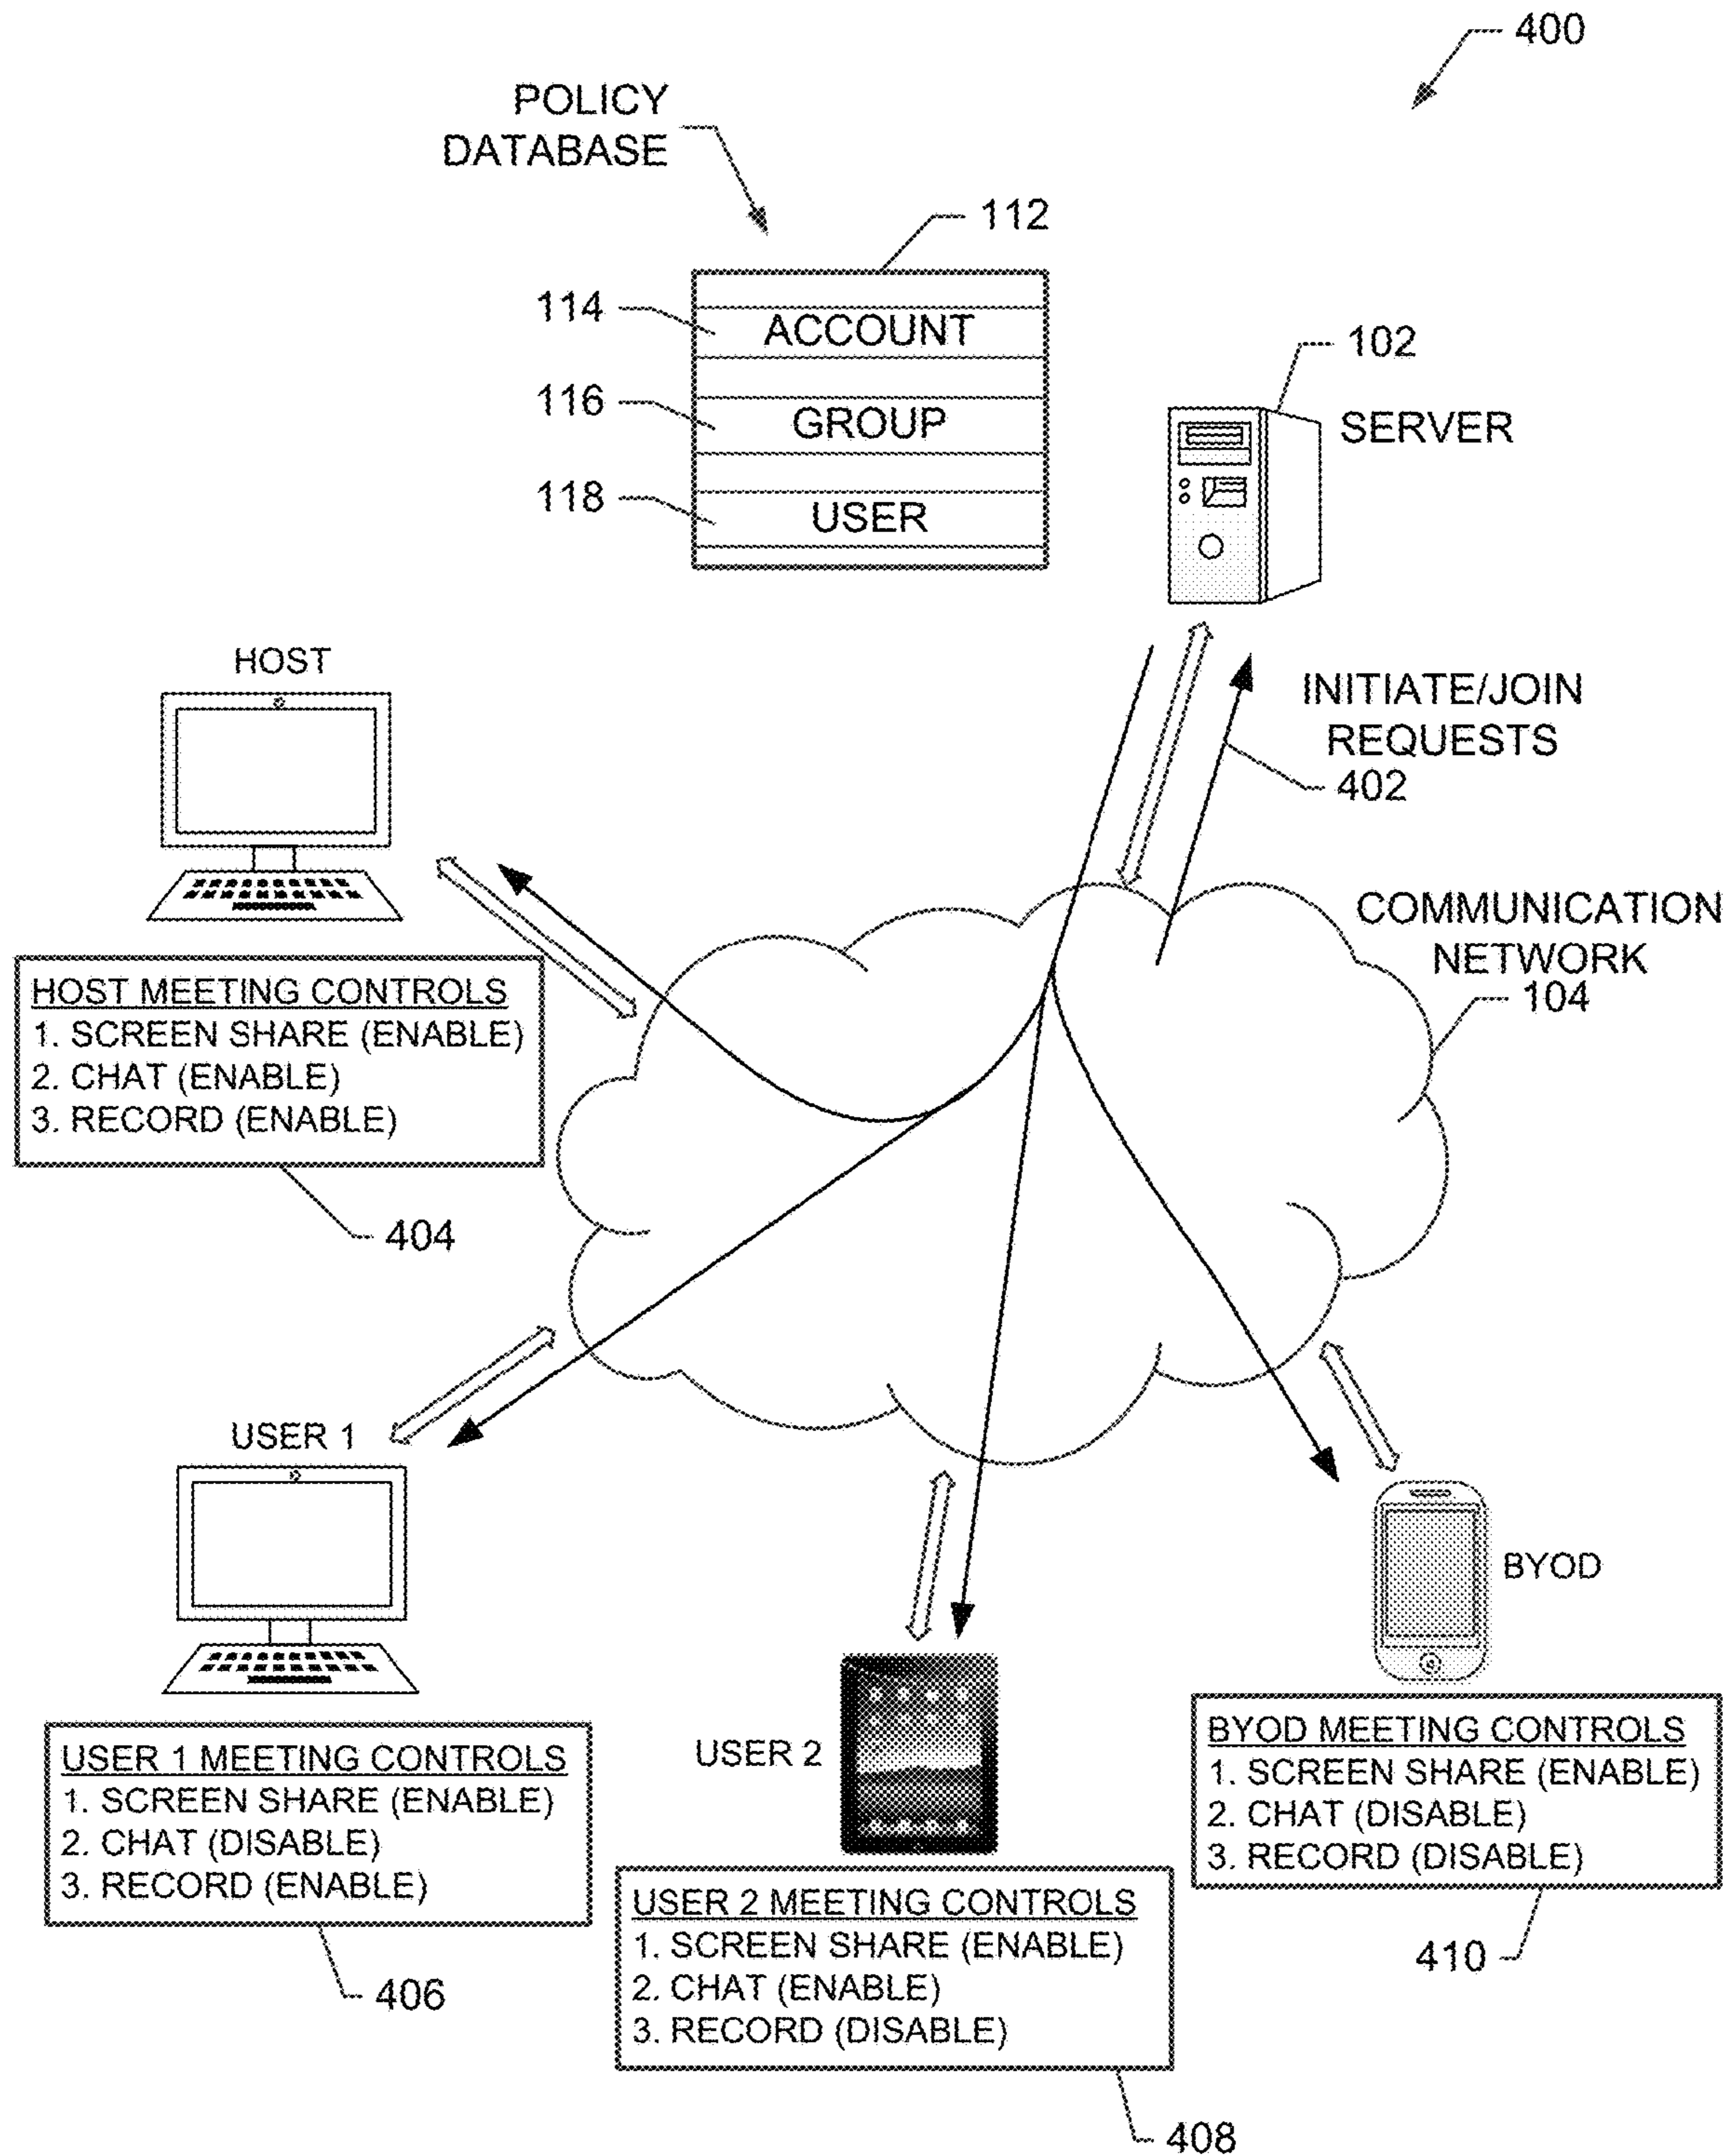 400
POLICY
DATABASE
112
114
ACCOUNT
102
116
GROUP
SERVER
118
USER
HOST
INITIATE/JOIN
REQUESTS
402
COMMUNICATION
NETWORK
104
HOST MEETING CONTROLS
1. SCREEN SHARE (ENABLE)
2. CHAT (ENABLE)
3. RECORD (ENABLE)
404
USER 1
BYOD
USER 1 MEETING CONTROLS
1. SCREEN SHARE (ENABLE)
2. CHAT (DISABLE)
3. RECORD (ENABLE)
406
USER 2
BYOD MEETING CONTROLS
1. SCREEN SHARE (ENABLE)
2. CHAT (DISABLE)
3. RECORD (DISABLE)
410
USER 2 MEETING CONTROLS
1. SCREEN SHARE (ENABLE)
2. CHAT (ENABLE)
3. RECORD (DISABLE)
408